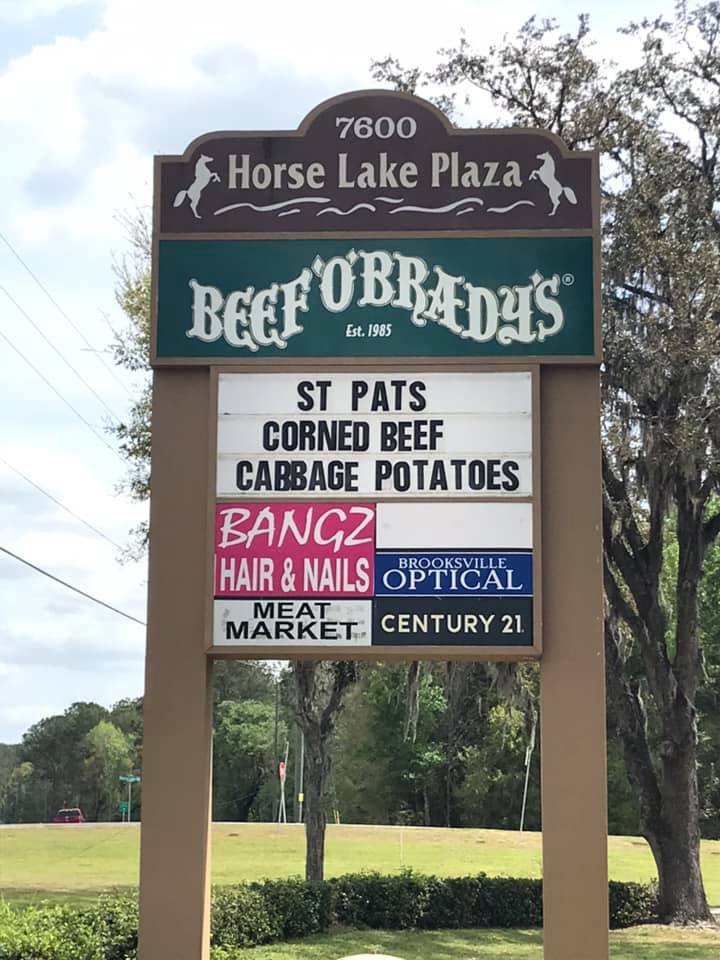 7600
Horse Lake Plaza
BEEF 'O' BRADY'S®
Est. 1985
ST PATS
CORNED BEEF
CABBAGE POTATOES
BANGZ
HAIR & NAILS
BROOKSVILLE
OPTICAL
MEAT
MARKET
CENTURY 21